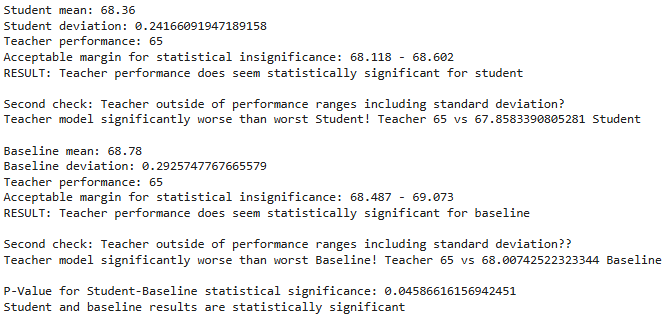 Student mean: 68.36
Student deviation: 0.24166091947189158
Teacher performance: 65
Acceptable margin for statistical insignificance: 68.118 - 68.602
RESULT: Teacher performance does seem statistically significant for student

Second check: Teacher outside of performance ranges including standard deviation?
Teacher model significantly worse than worst Student! Teacher 65 vs 67.8583390805281 Student

Baseline mean: 68.78
Baseline deviation: 0.2925747767665579
Teacher performance: 65
Acceptable margin for statistical insignificance: 68.487 - 69.073
RESULT: Teacher performance does seem statistically significant for baseline

Second check: Teacher outside of performance ranges including standard deviation??
Teacher model significantly worse than worst Baseline! Teacher 65 vs 68.00742522323344 Baseline

P-Value for Student-Baseline statistical significance: 0.04586616156942451
Student and baseline results are statistically significant